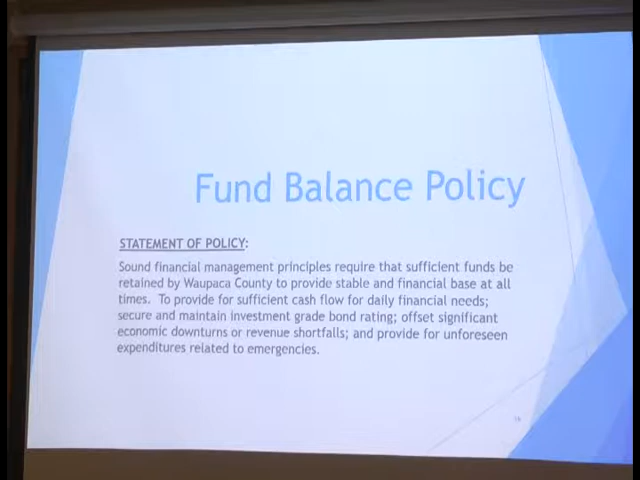 Fund Balance Policy
STATEMENT OF POLICY:
Sound financial management principles require that sufficient funds be
retained by Waupaca County to provide stable and financial base at all
times. To provide for sufficient cash flow for daily financial needs;
secure and maintain investment grade bond rating; offset significant
economic downturns or revenue shortfalls; and provide for unforeseen
expenditures related to emergencies.